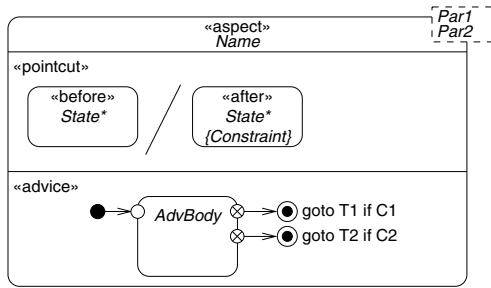 Par1
Par2
«aspect»
Name
«pointcut»
«before»
State*
«after»
State*
{Constraint}
«advice»
AdvBody
goto T1 if C1
goto T2 if C2